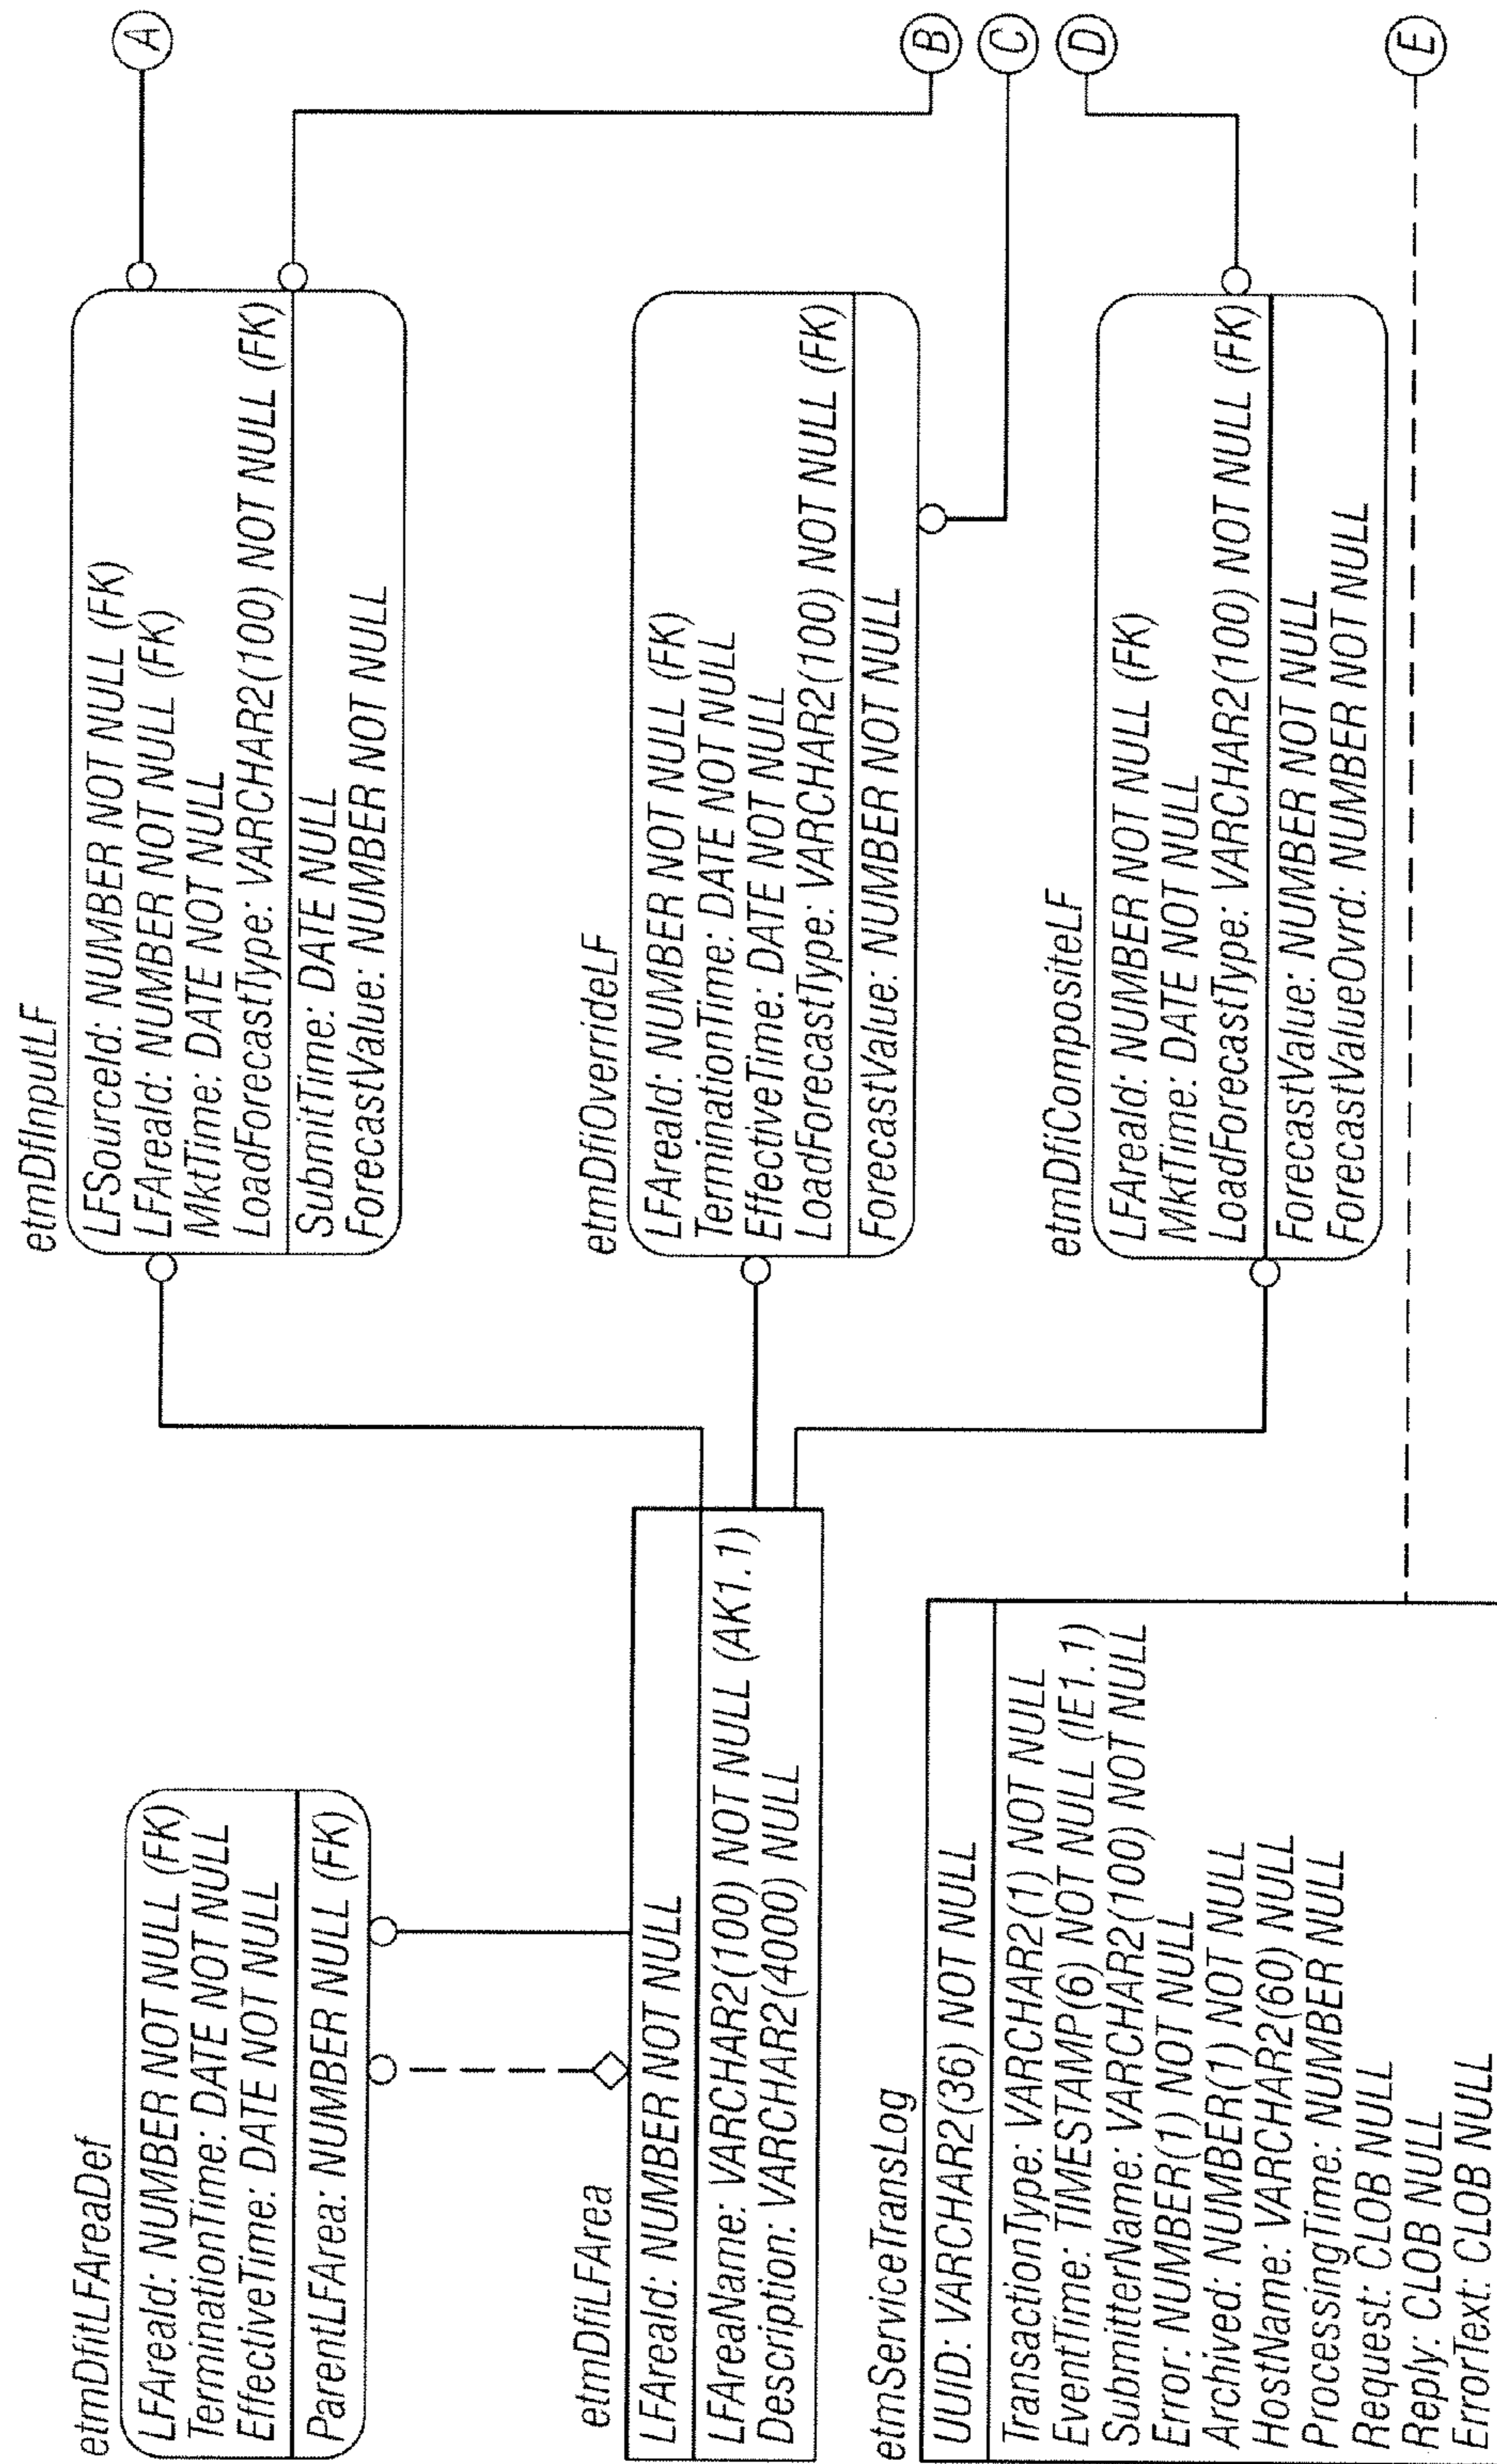 etmDfitLFAreaDef
LFAreaId: NUMBER NOT NULL (FK)
TerminationTime: DATE NOT NULL
EffectiveTime: DATE NOT NULL
ParentLFArea: NUMBER NULL (FK)
etmDfiLFArea
LFAreaId: NUMBER NOT NULL
LFAreaName: VARCHAR2(100) NOT NULL (AK1.1)
Description: VARCHAR2(4000) NULL
etmServiceTransLog
UUID: VARCHAR2(36) NOT NULL
TransactionType: VARCHAR2(1) NOT NULL
EventTime: TIMESTAMP(6) NOT NULL (IE1.1)
SubmitterName: VARCHAR2(100) NOT NULL
Error: NUMBER(1) NOT NULL
Archived: NUMBER(1) NOT NULL
HostName: VARCHAR2(60) NULL
ProcessingTime: NUMBER NULL
Request: CLOB NULL
Reply: CLOB NULL
ErrorText: CLOB NULL
etmDfInputLF
LFSourceId: NUMBER NOT NULL (FK)
LFAreaId: NUMBER NOT NULL (FK)
MktTime: DATE NOT NULL
LoadForecastType: VARCHAR2(100) NOT NULL (FK)
SubmitTime: DATE NULL
ForecastValue: NUMBER NOT NULL
etmDfiOverrideLF
LFAreaId: NUMBER NOT NULL (FK)
TerminationTime: DATE NOT NULL
EffectiveTime: DATE NOT NULL
LoadForecastType: VARCHAR2(100) NOT NULL (FK)
ForecastValue: NUMBER NOT NULL
etmDfiCompositeLF
LFAreaId: NUMBER NOT NULL (FK)
MktTime: DATE NOT NULL
LoadForecastType: VARCHAR2(100) NOT NULL (FK)
ForecastValue: NUMBER NOT NULL
ForecastValueOvrd: NUMBER NOT NULL
A
B
C
D
E